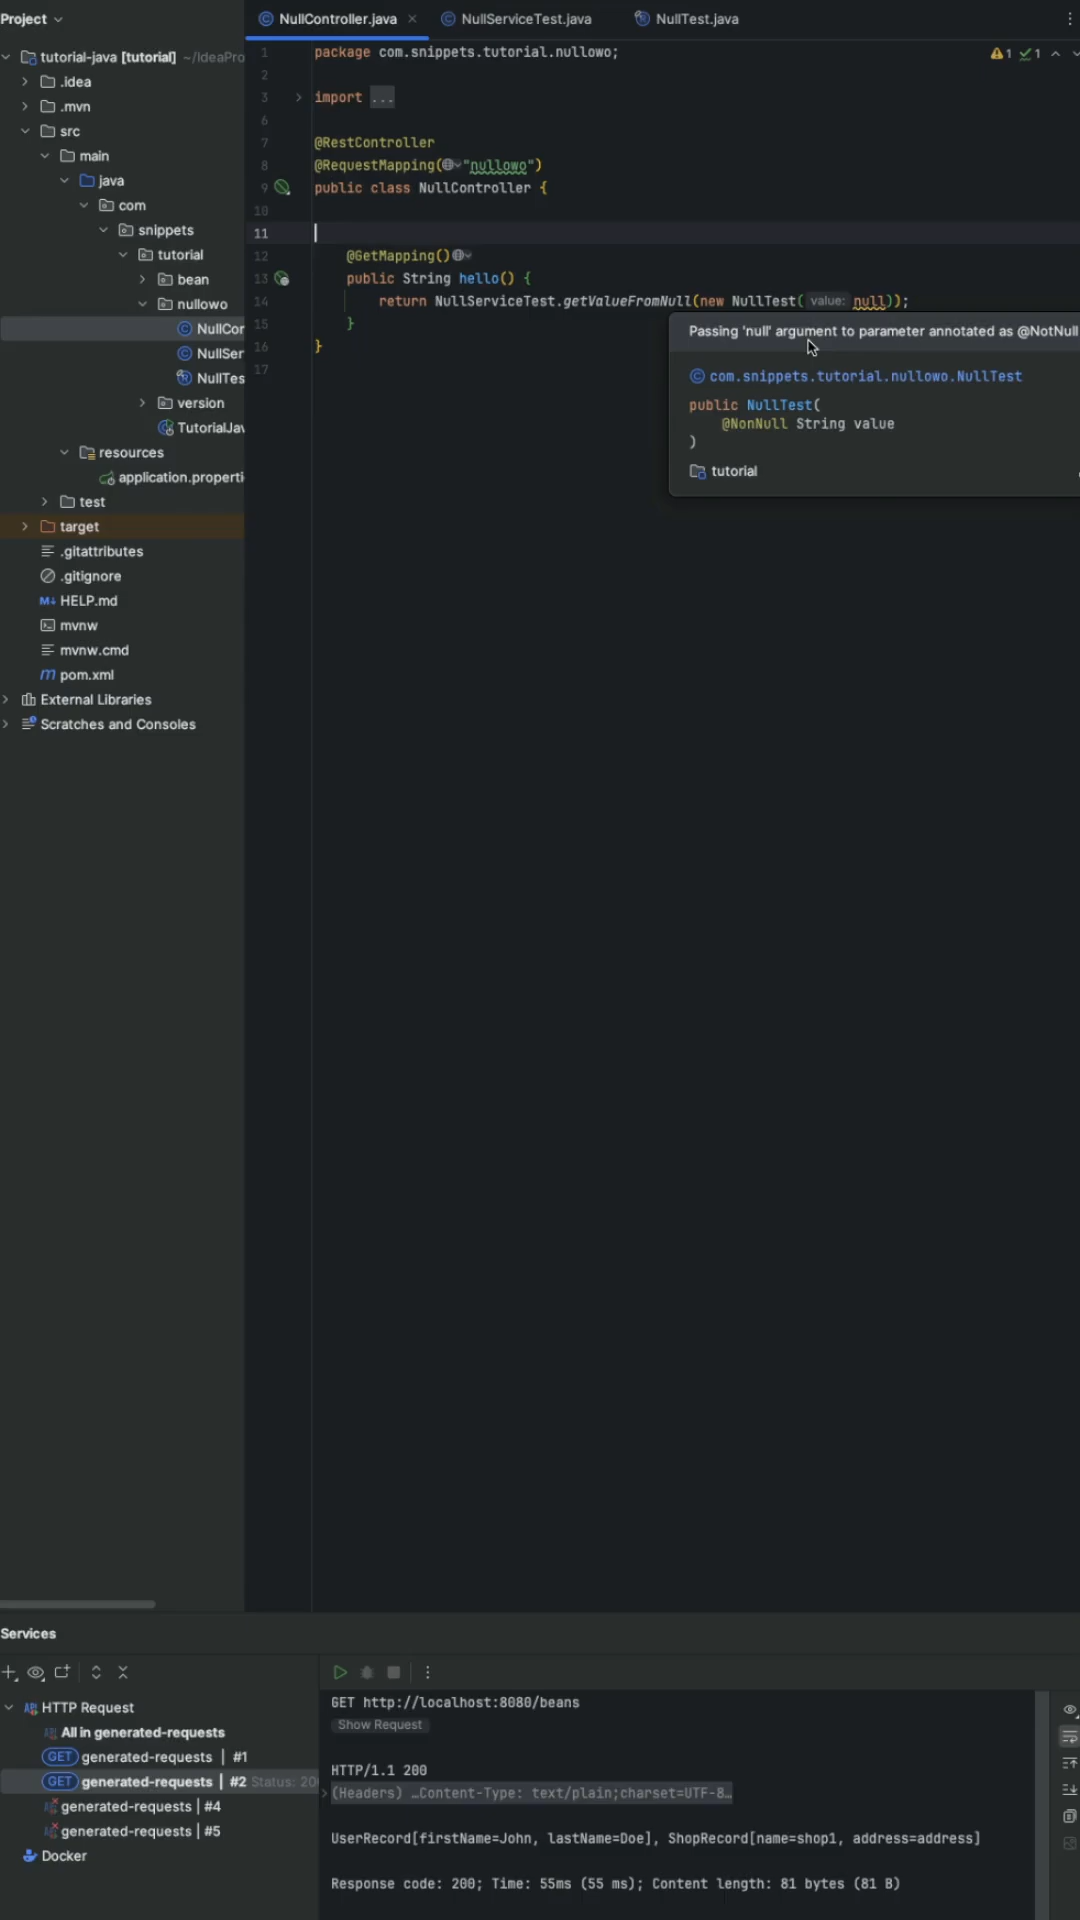 Project
NullController.java
NullServiceTest.java
NullTest.java
tutorial-java [tutorial] ~/IdeaPro
.idea
.mvn
src
main
java
com
snippets
tutorial
bean
nullowo
NullCor
NullSer
NullTes
version
TutorialJav
resources
application.properti
test
target
.gitattributes
.gitignore
HELP.md
mvnw
mvnw.cmd
pom.xml
External Libraries
Scratches and Consoles
1 package com.snippets.tutorial.nullowo;
1 1
2
3 import ...
6
7 @RestController
8 @RequestMapping("nullowo")
9 public class NullController {
10
11
12 @GetMapping()
13 public String hello() {
14 return NullServiceTest.getValueFromNull(new NullTest( value: null));
15 }
16 }
17
Passing 'null' argument to parameter annotated as @NotNull
com.snippets.tutorial.nullowo.NullTest
public NullTest(
@NonNull String value
)
tutorial
Services
HTTP Request
All in generated-requests
GET generated-requests | #1
GET generated-requests | #2 Status: 20
generated-requests | #4
generated-requests | #5
Docker
GET http://localhost:8080/beans
Show Request
HTTP/1.1 200
(Headers) …Content-Type: text/plain;charset=UTF-8…
UserRecord[firstName=John, lastName=Doe], ShopRecord[name=shop1, address=address]
Response code: 200; Time: 55ms (55 ms); Content length: 81 bytes (81 B)